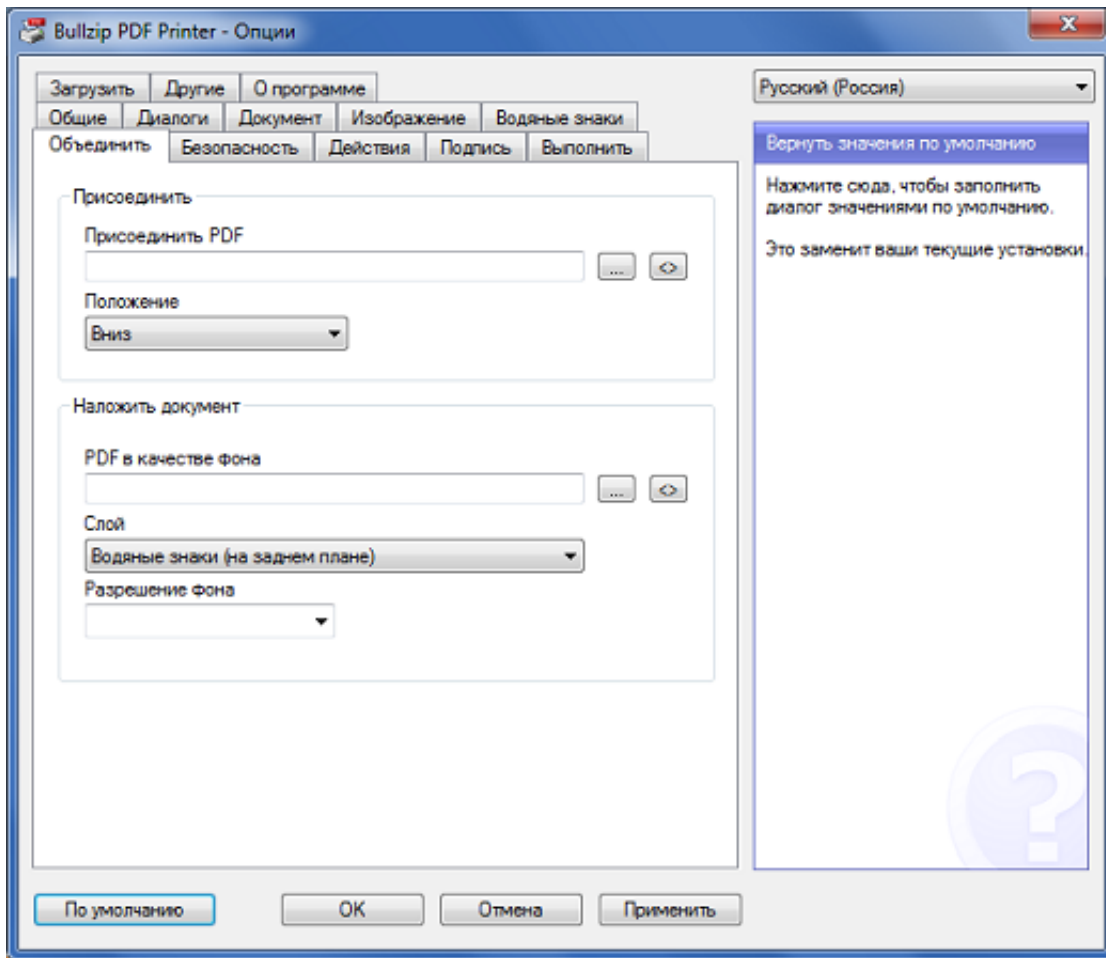 Bullzip PDF Printer - Опции
Загрузить Другие О программе
Общие Диалоги Документ Изображение Водяные знаки
Объединить Безопасность Действия Подпись Выполнить
Присоединить
Присоединить PDF
... <>
Положение
Вниз
Наложить документ
PDF в качестве фона
... <>
Слой
Водяные знаки (на заднем плане)
Разрешение фона
Русский (Россия)
Вернуть значения по умолчанию
Нажмите сюда, чтобы заполнить
диалог значениями по умолчанию.
Это заменит ваши текущие установки.
По умолчанию OK Отмена Применить